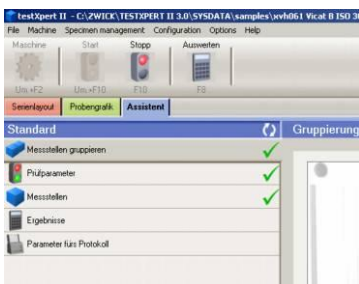 testXpert II - C:\ZWICK\TESTXPERT II 3.0\SYSDATA\samples\xvh061 Vicat B ISO
File Machine Specimen management Configuration Options Help
Maschine Start Stopp Auswerten
Um.+F2 Um.+F10 F10 F8
Serienlayout Probengrafik Assistent
Standard Gruppierung
Messstellen gruppieren
Prüfparameter
Messstellen
Ergebnisse
Parameter fürs Protokoll